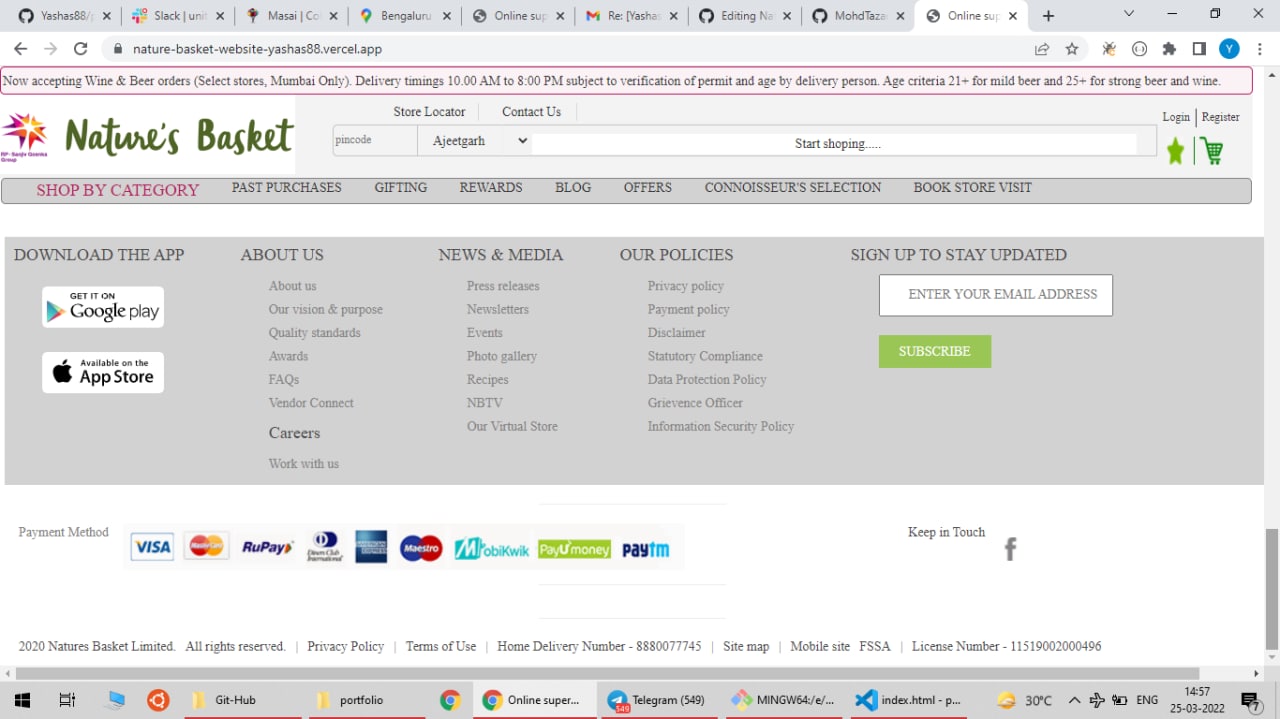 Yashas88/p
Slack | unit
Masai | Col
Bengaluru
Online sup
Re: [Yashas
Editing Nat
MohdTaza
Online sup
nature-basket-website-yashas88.vercel.app
Y
Now accepting Wine & Beer orders (Select stores, Mumbai Only). Delivery timings 10.00 AM to 8:00 PM subject to verification of permit and age by delivery person. Age criteria 21+ for mild beer and 25+ for strong beer and wine.
Store Locator Contact Us
Login | Register
RP-Sanjiv Goenka
Group
Nature's Basket
pincode Ajeetgarh Start shoping.....
SHOP BY CATEGORY PAST PURCHASES GIFTING REWARDS BLOG OFFERS CONNOISSEUR'S SELECTION BOOK STORE VISIT
DOWNLOAD THE APP
GET IT ON
Google play
Available on the
App Store
ABOUT US
About us
Our vision & purpose
Quality standards
Awards
FAQs
Vendor Connect
Careers
Work with us
NEWS & MEDIA
Press releases
Newsletters
Events
Photo gallery
Recipes
NBTV
Our Virtual Store
OUR POLICIES
Privacy policy
Payment policy
Disclaimer
Statutory Compliance
Data Protection Policy
Grievence Officer
Information Security Policy
SIGN UP TO STAY UPDATED
ENTER YOUR EMAIL ADDRESS
SUBSCRIBE
Payment Method VISA MasterCard RuPay Diners Club International AMERICAN EXPRESS Maestro MobiKwik PayUmoney paytm
Keep in Touch
f
2020 Natures Basket Limited. All rights reserved. | Privacy Policy | Terms of Use | Home Delivery Number - 8880077745 | Site map | Mobile site FSSA | License Number - 11519002000496
Git-Hub
portfolio
Online super...
549
Telegram (549)
MINGW64:/e/...
index.html - p...
30°C
ENG
14:57
25-03-2022
7